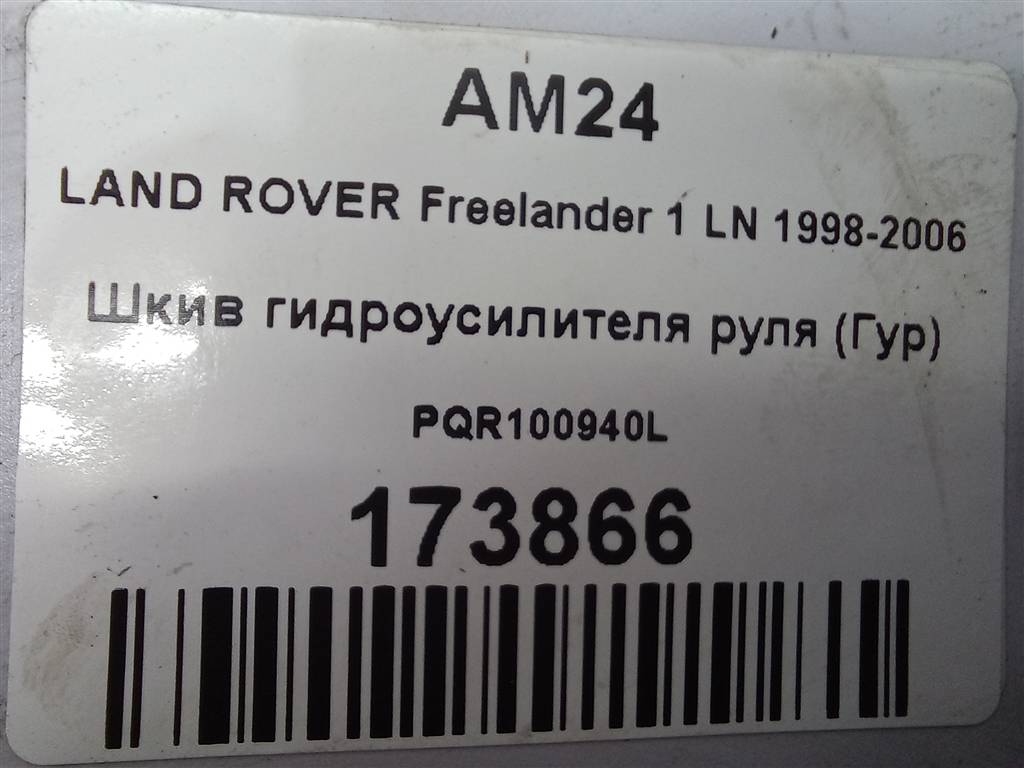 AM24
LAND ROVER Freelander 1 LN 1998-2006
Шкив гидроусилителя руля (Гур)
PQR100940L
173866